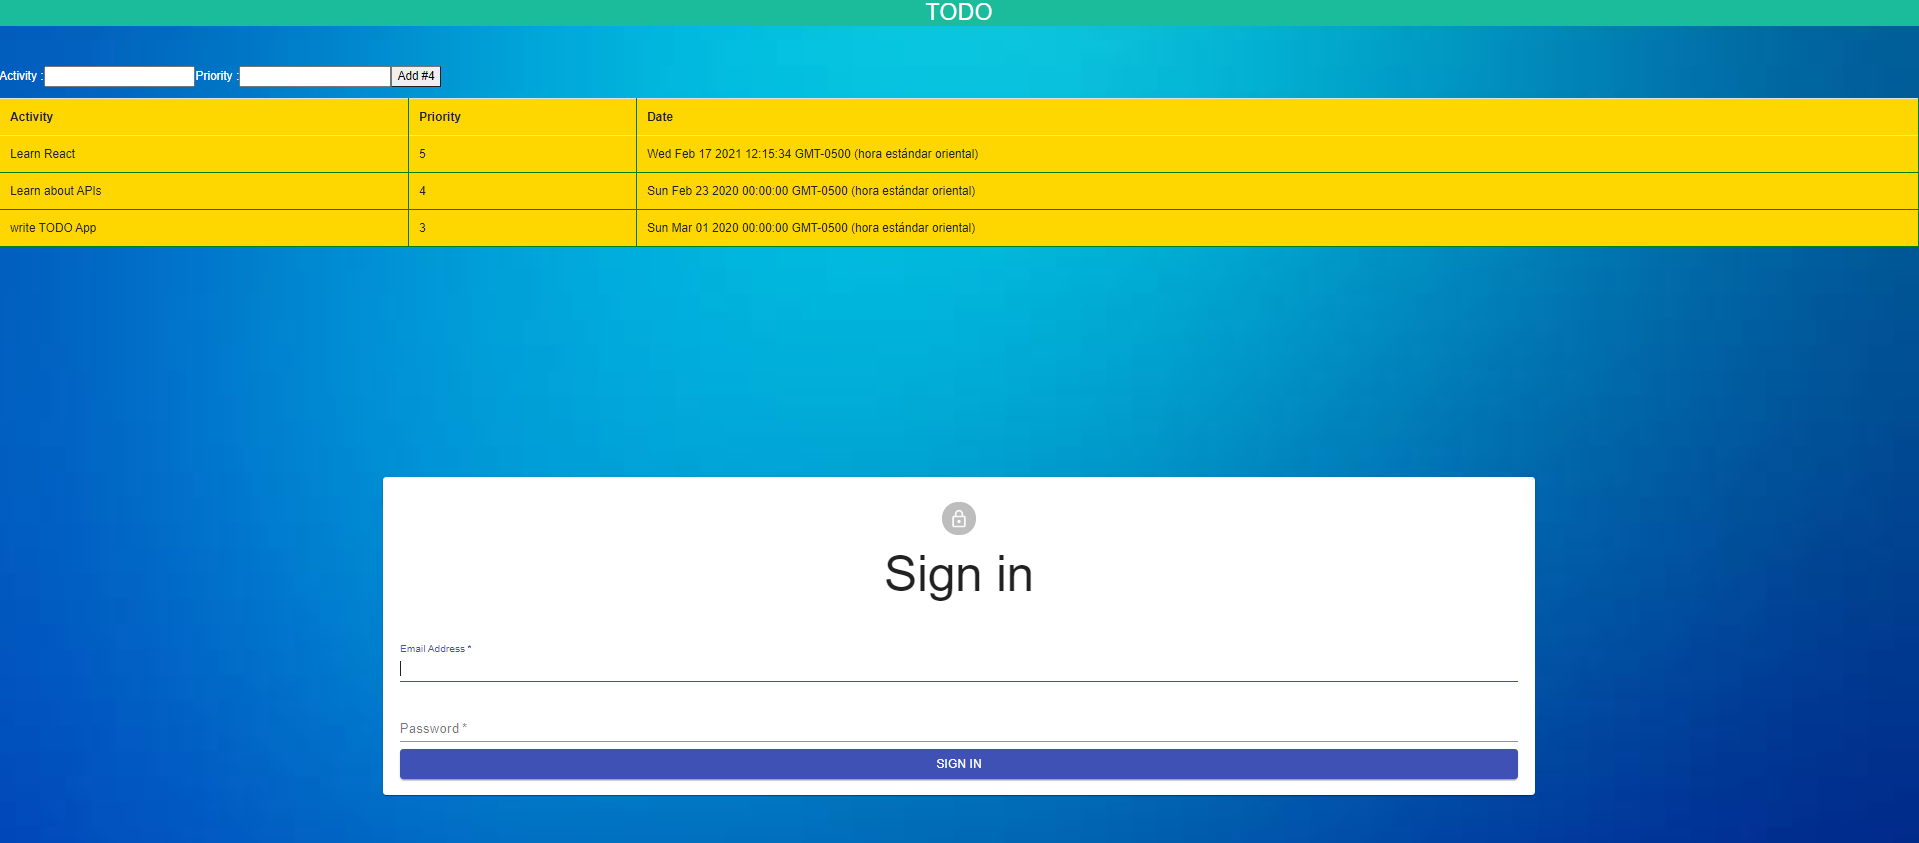 TODO
Activity : Priority : Add #4
Activity Priority Date
Learn React 5 Wed Feb 17 2021 12:15:34 GMT-0500 (hora estándar oriental)
Learn about APIs 4 Sun Feb 23 2020 00:00:00 GMT-0500 (hora estándar oriental)
write TODO App 3 Sun Mar 01 2020 00:00:00 GMT-0500 (hora estándar oriental)
Sign in
Email Address *
Password *
SIGN IN